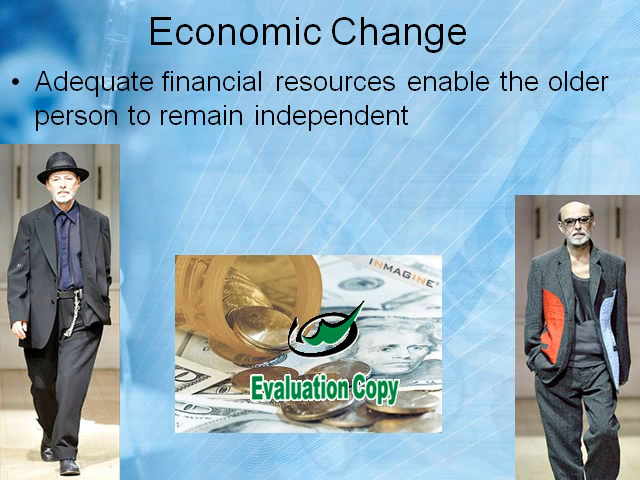 Economic Change
• Adequate financial resources enable the older
person to remain independent
INMAGINE
Evaluation Copy